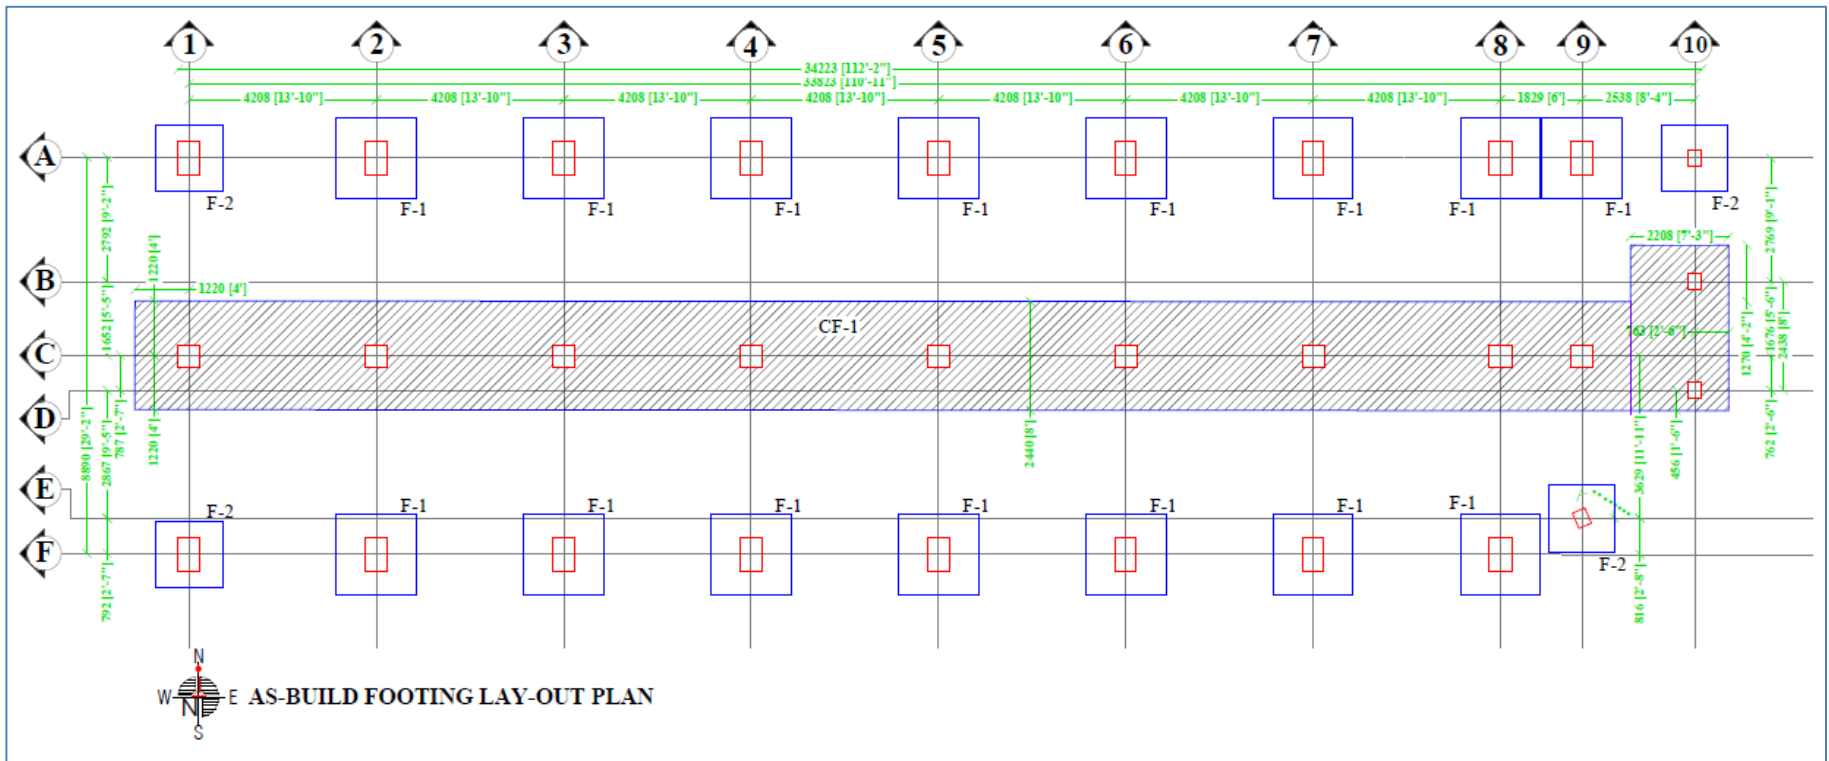 1 2 3 4 5 6 7 8 9 10
34223 [112'-2"]
33823 [110'-11"]
4208 [13'-10"] 4208 [13'-10"] 4208 [13'-10"] 4208 [13'-10"] 4208 [13'-10"] 4208 [13'-10"] 4208 [13'-10"] 1829 [6'] 2538 [8'-4"]
A
F-2 F-1 F-1 F-1 F-1 F-1 F-1 F-1 F-1 F-2
2792 [9'-2"]
2769 [9'-1"]
2208 [7'-3"]
1220 [4']
B
1220 [4']
1652 [5'-5"]
CF-1
763 [2'-6"]
1270 [4'-2"]
1676 [5'-6"]
2438 [8']
C
D
8890 [29'-2"]
2867 [9'-5"]
787 [2'-7"]
1220 [4']
2440 [8']
3629 [11'-11"]
456 [1'-6"]
762 [2'-6"]
E
F-2 F-1 F-1 F-1 F-1 F-1 F-1 F-1
F
F-2
792 [2'-7"]
816 [2'-8"]
N
W E AS-BUILD FOOTING LAY-OUT PLAN
N
S